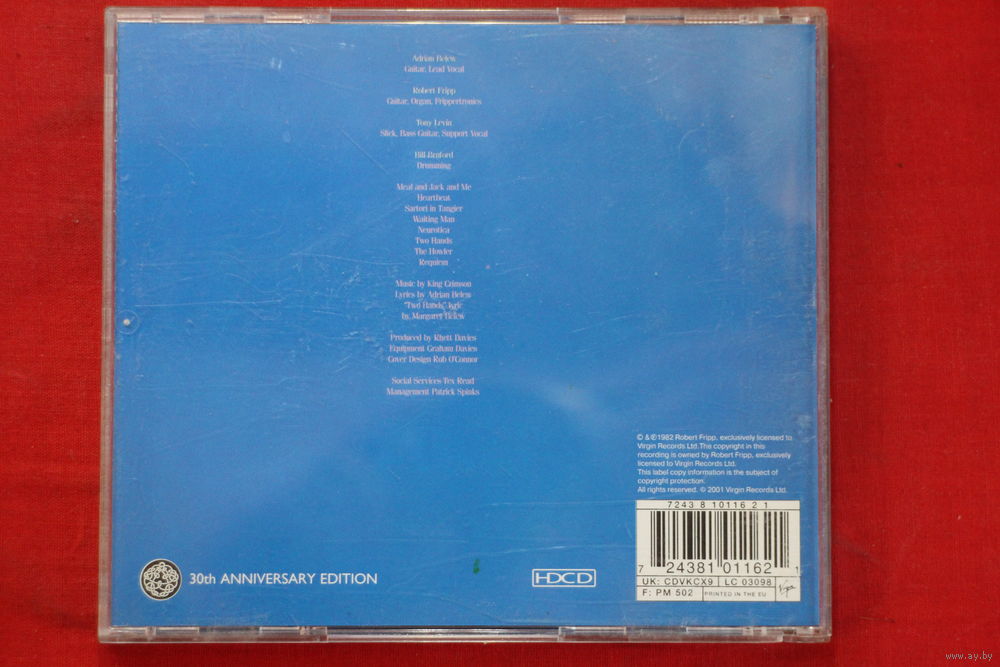 Adrian Belew
Guitar, Lead Vocal
Robert Fripp
Guitar, Organ, Frippertronics
Tony Levin
Stick, Bass Guitar, Support Vocal
Bill Bruford
Drumming
Neal and Jack and Me
Heartbeat
Sartori in Tangier
Waiting Man
Neurotica
Two Hands
The Howler
Requiem
Music by King Crimson
Lyrics by Adrian Belew
"Two Hands" lyric
by Margaret Belew
Produced by Rhett Davies
Equipment Graham Davies
Cover Design Rob O'Connor
Social Services Tex Read
Management Patrick Spinks
© & ℗1982 Robert Fripp, exclusively licensed to
Virgin Records Ltd.The copyright in this
recording is owned by Robert Fripp, exclusively
licensed to Virgin Records Ltd.
This label copy information is the subject of
copyright protection.
All rights reserved. © 2001 Virgin Records Ltd.
7243 8 10116 2 1
7 24381 01162 1
UK: CDVKCX9 LC 03098
F: PM 502 PRINTED IN THE EU Virgin
30th ANNIVERSARY EDITION
HDCD
www.ay.by